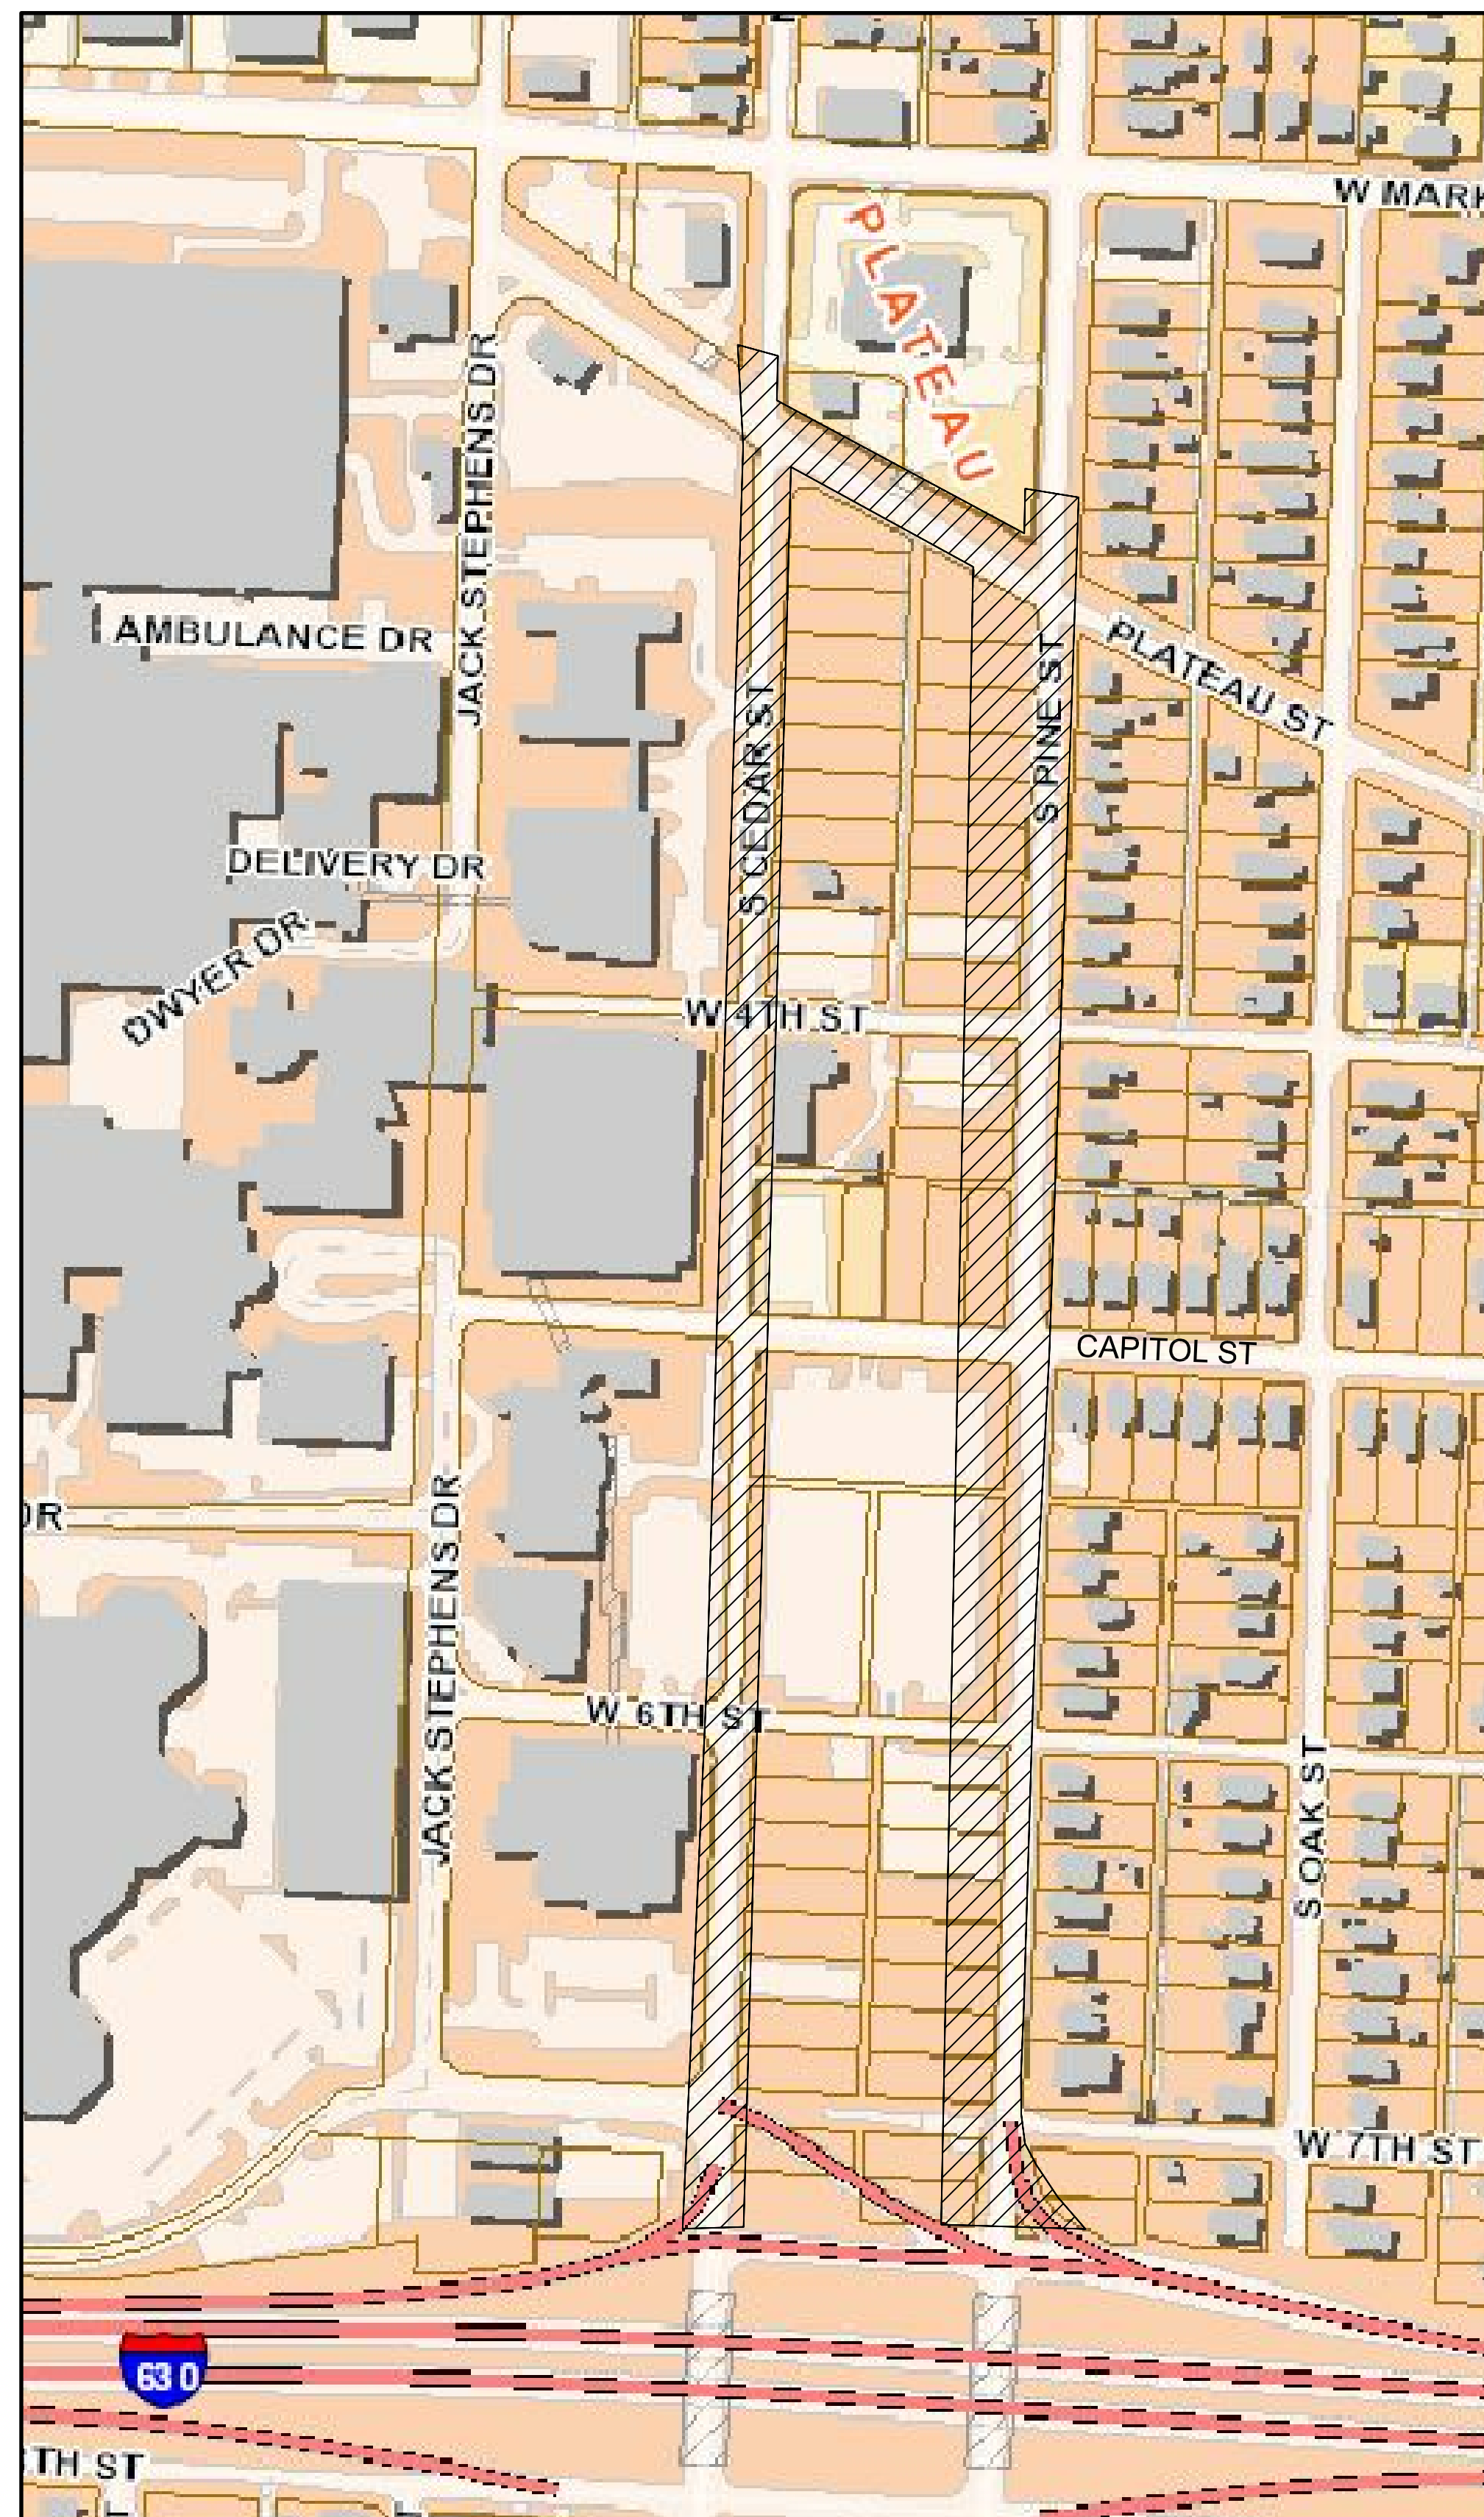 W MARK
PLATEAU
JACK STEPHENS DR
AMBULANCE DR
PLATEAU ST
S PINE ST
S CEDAR ST
DELIVERY DR
DWYER DR
W 4TH ST
CAPITOL ST
DR
JACK STEPHENS DR
W 6TH ST
S OAK ST
W 7TH ST
630
TH ST